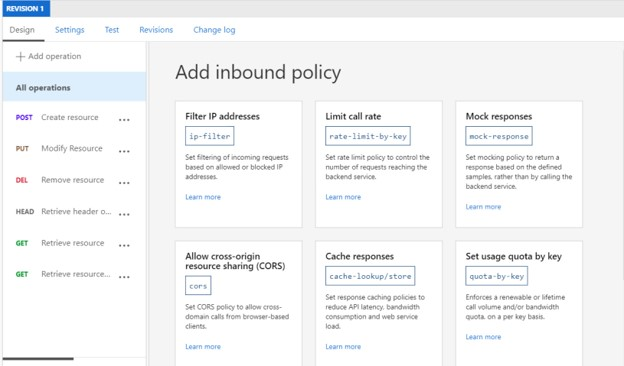 REVISION 1
Design Settings Test Revisions Change log
Add operation
All operations
POST Create resource ...
PUT Modify Resource ...
DEL Remove resource ...
HEAD Retrieve header o... ...
GET Retrieve resource ...
GET Retrieve resource... ...
Add inbound policy
Filter IP addresses
ip-filter
Set filtering of incoming requests
based on allowed or blocked IP
addresses.
Learn more
Limit call rate
rate-limit-by-key
Set rate limit policy to control the
number of requests reaching the
backend service.
Learn more
Mock responses
mock-response
Set mocking policy to return a
response based on the defined
samples, rather than by calling the
backend service.
Learn more
Allow cross-origin
resource sharing (CORS)
cors
Set CORS policy to allow cross-
domain calls from browser-based
clients.
Learn more
Cache responses
cache-lookup/store
Set response caching policies to
reduce API latency, bandwidth
consumption and web service
load.
Learn more
Set usage quota by key
quota-by-key
Enforces a renewable or lifetime
call volume and/or bandwidth
quota, on a per key basis.
Learn more